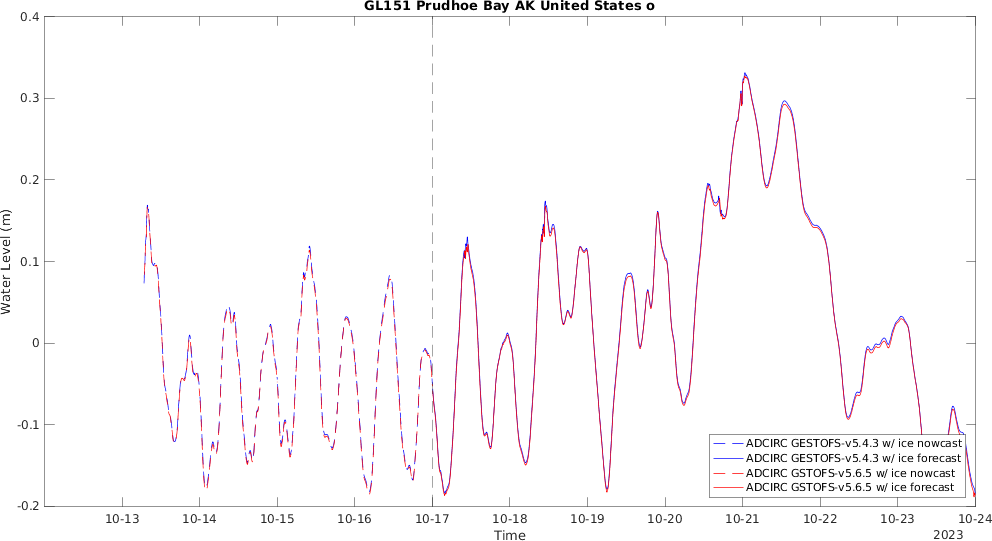 GL151 Prudhoe Bay AK United States o
0.4
0.3
0.2
0.1
0
-0.1
-0.2
Water Level (m)
ADCIRC GESTOFS-v5.4.3 w/ ice nowcast
ADCIRC GESTOFS-v5.4.3 w/ ice forecast
ADCIRC GSTOFS-v5.6.5 w/ ice nowcast
ADCIRC GSTOFS-v5.6.5 w/ ice forecast
10-13 10-14 10-15 10-16 10-17 10-18 10-19 10-20 10-21 10-22 10-23 10-24
Time
2023